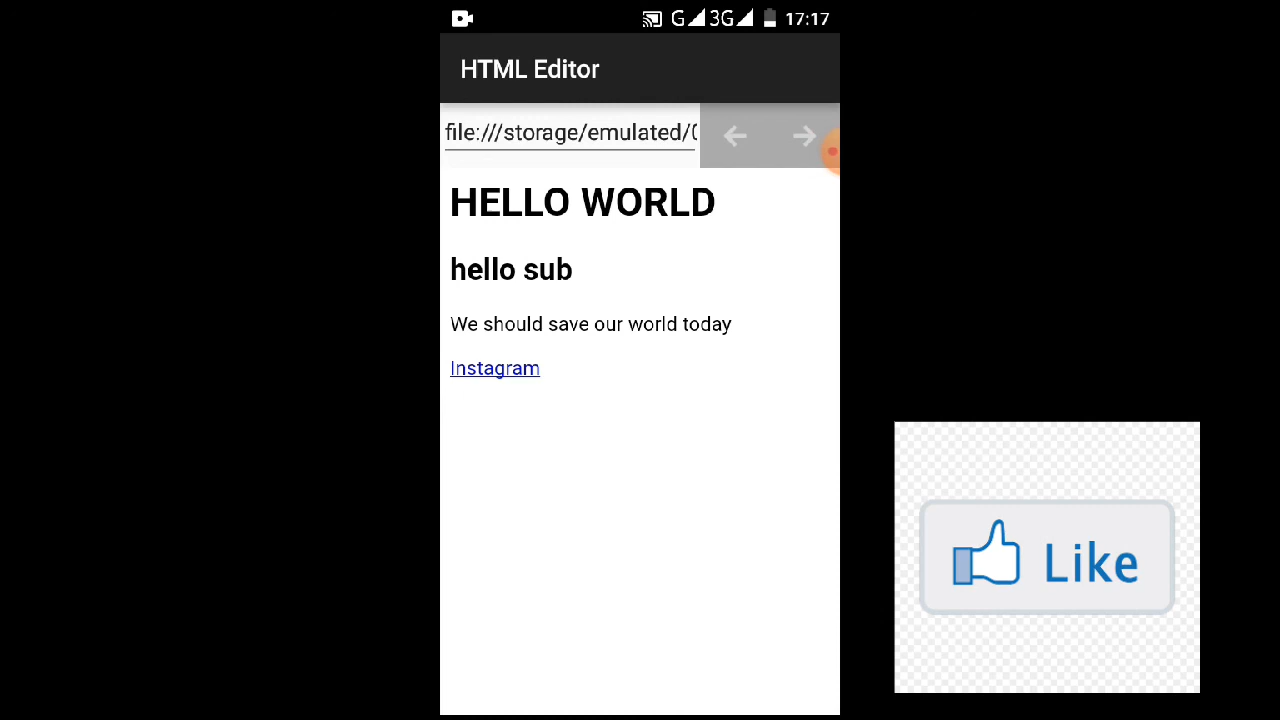 G 3G 17:17
HTML Editor
file:///storage/emulated/
HELLO WORLD
hello sub
We should save our world today
Instagram
Like